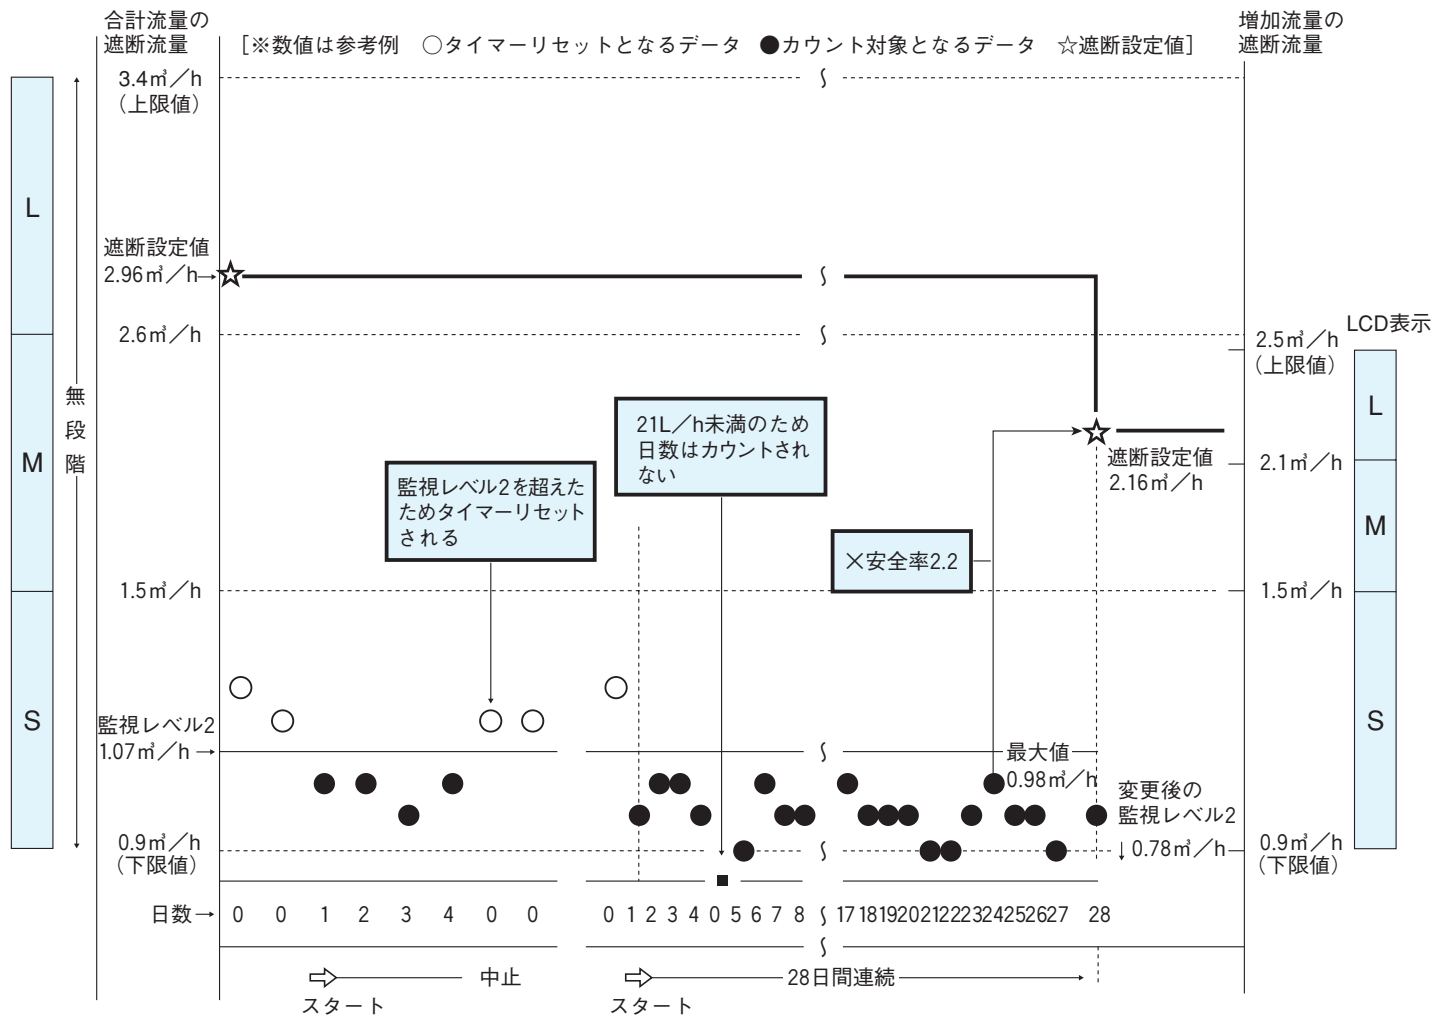 合計流量の
遮断流量
[※数値は参考例　○タイマーリセットとなるデータ　●カウント対象となるデータ　☆遮断設定値]
増加流量の
遮断流量
3.4㎥／h
（上限値）
L
遮断設定値
2.96㎥／h
2.6㎥／h
LCD表示
2.5㎥／h
（上限値）
無段階
L
21L／h未満のため
日数はカウントされ
ない
M
監視レベル2を超えた
ためタイマーリセット
される
遮断設定値
2.16㎥／h
2.1㎥／h
M
×安全率2.2
1.5㎥／h
1.5㎥／h
S
S
監視レベル2
1.07㎥／h
最大値
0.98㎥／h
変更後の
監視レベル2
0.78㎥／h
0.9㎥／h
（下限値）
0.9㎥／h
（下限値）
日数→ 0 0 1 2 3 4 0 0 0 1 2 3 4 0 5 6 7 8 17 18 19 20 21 22 23 24 25 26 27 28
中止
28日間連続
スタート
スタート